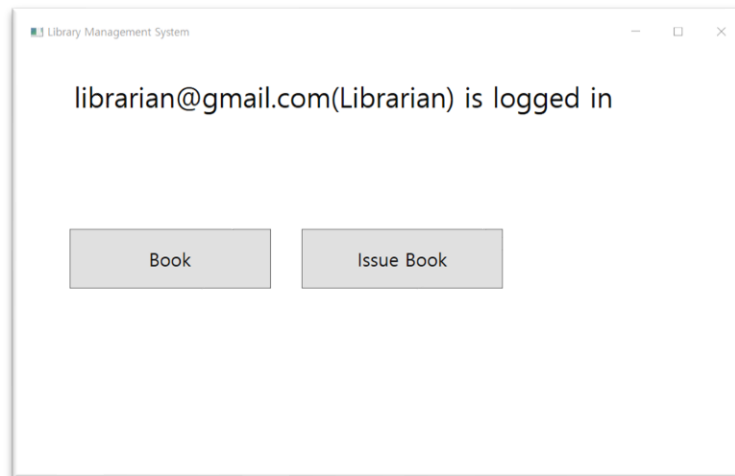 Library Management System
librarian@gmail.com(Librarian) is logged in
Book
Issue Book